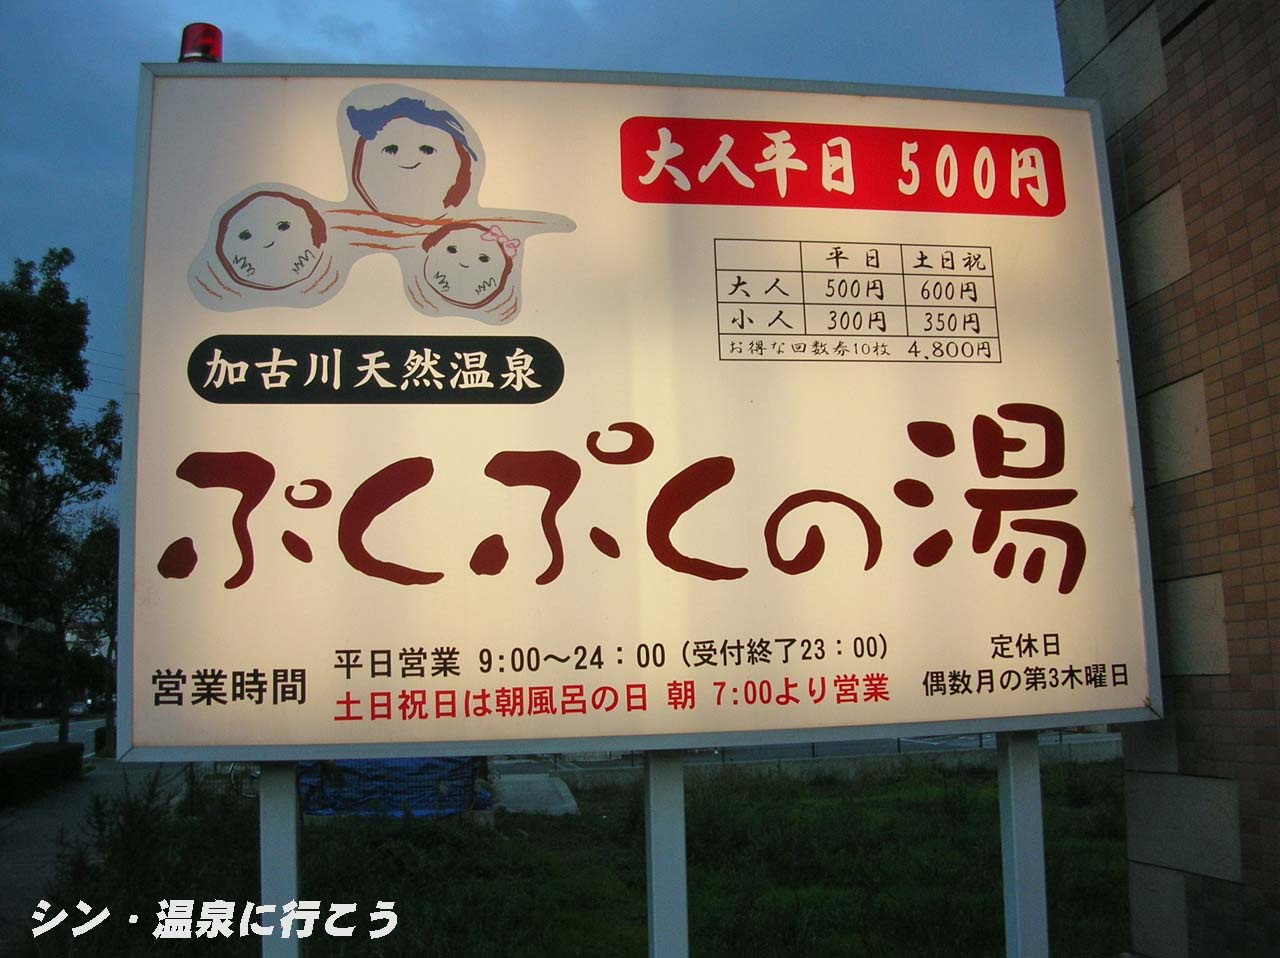 大人平日 500円
平日 土日祝
大人 500円 600円
小人 300円 350円
お得な回数券10枚 4,800円
加古川天然温泉
ぷくぷくの湯
営業時間
平日営業 9:00〜24：00（受付終了23：00）
土日祝日は朝風呂の日 朝 7:00より営業
定休日
偶数月の第3木曜日
シン・温泉に行こう